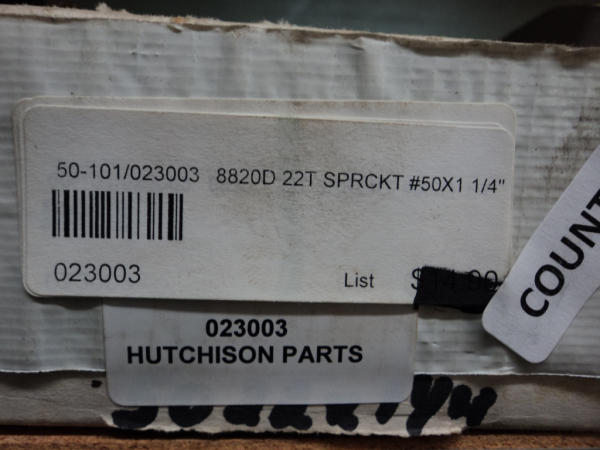 50-101/023003 8820D 22T SPRCKT #50X1 1/4"
023003
List
023003
HUTCHISON PARTS
COUNT